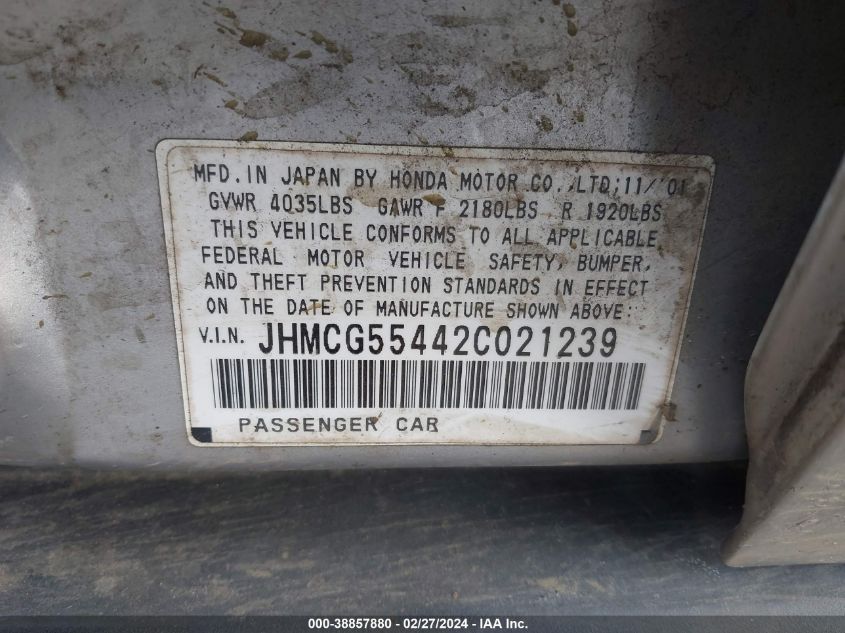 MFD. IN JAPAN BY HONDA MOTOR CO., LTD; 11/'01
GVWR 4035LBS GAWR F 2180LBS R 1920LBS
THIS VEHICLE CONFORMS TO ALL APPLICABLE
FEDERAL MOTOR VEHICLE SAFETY, BUMPER,
AND THEFT PREVENTION STANDARDS IN EFFECT
ON THE DATE OF MANUFACTURE SHOWN ABOVE:
V.I.N. JHMCG55442C021239
PASSENGER CAR
000-38857880 - 02/27/2024 - IAA Inc.